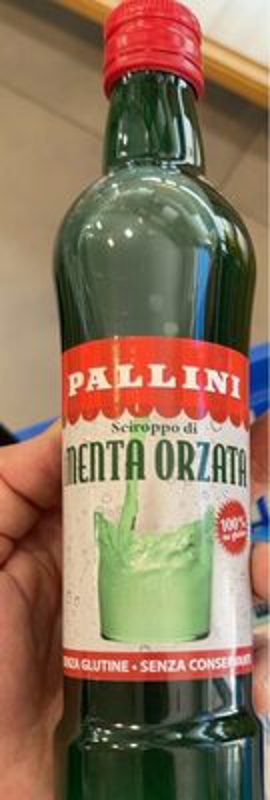 PALLINI
Sciroppo di
MENTA ORZATA
100%
SENZA GLUTINE • SENZA CONSERVANTI